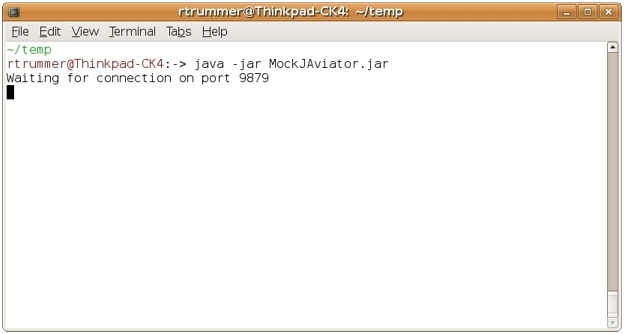 rtrummer@Thinkpad-CK4: ~/temp
File Edit View Terminal Tabs Help
~/temp
rtrummer@Thinkpad-CK4:-> java -jar MockJAviator.jar
Waiting for connection on port 9879